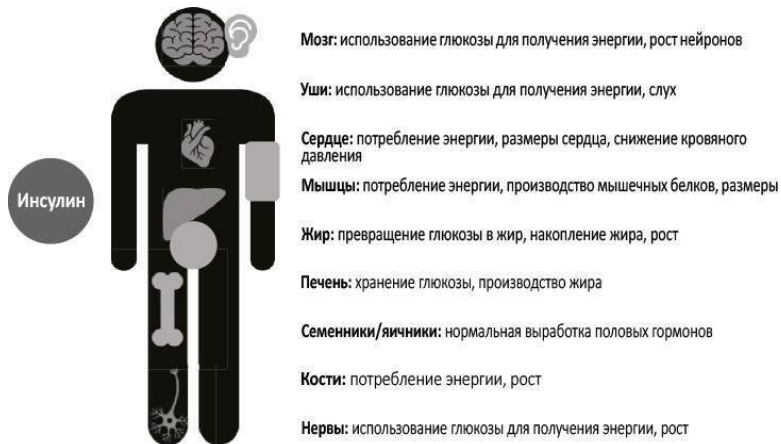 Мозг: использование глюкозы для получения энергии, рост нейронов
Уши: использование глюкозы для получения энергии, слух
Сердце: потребление энергии, размеры сердца, снижение кровяного
давления
Инсулин
Мышцы: потребление энергии, производство мышечных белков, размеры
Жир: превращение глюкозы в жир, накопление жира, рост
Печень: хранение глюкозы, производство жира
Семенники/яичники: нормальная выработка половых гормонов
Кости: потребление энергии, рост
Нервы: использование глюкозы для получения энергии, рост